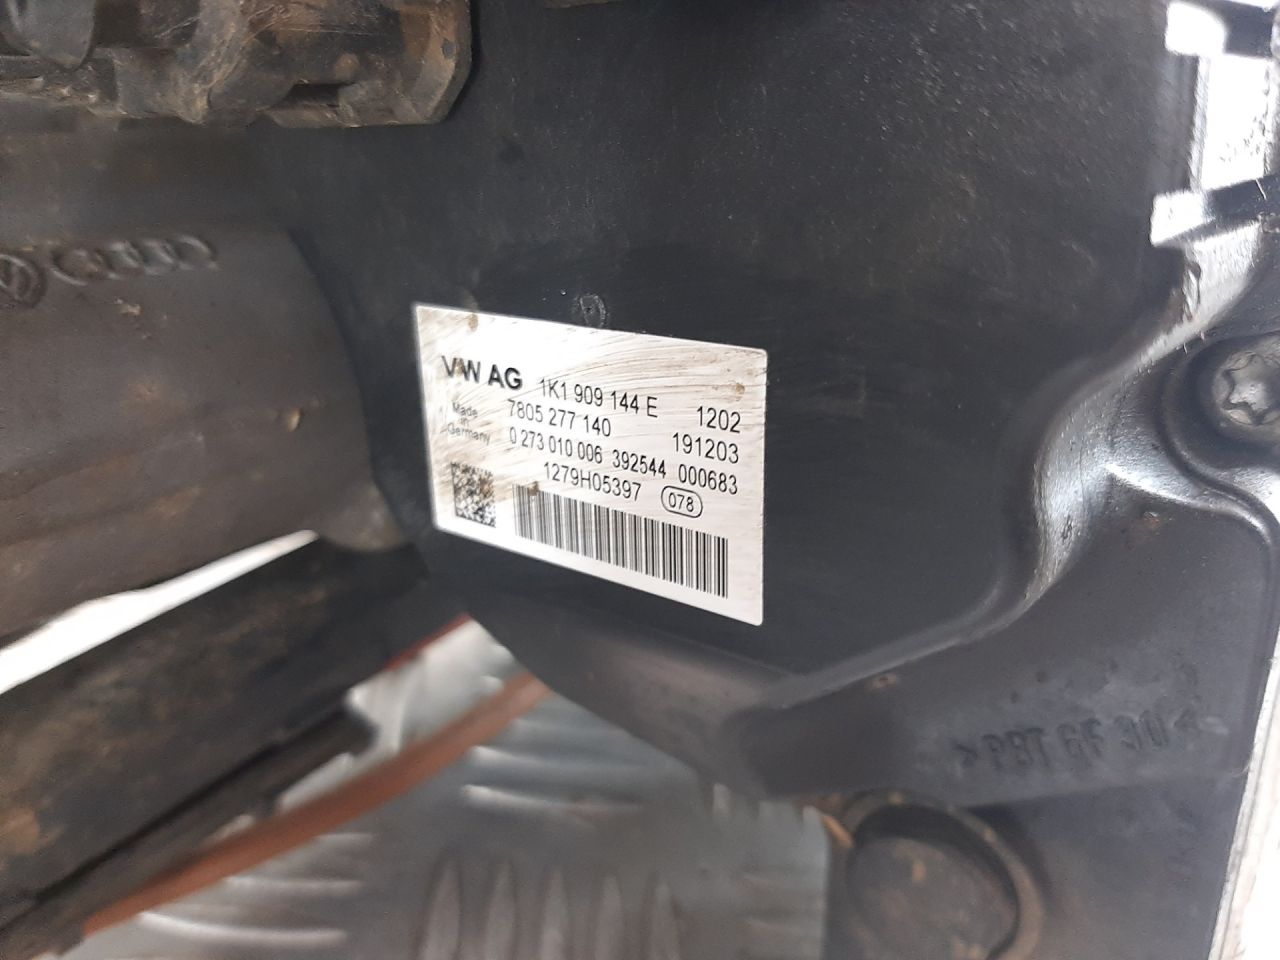 VW AG 1K1 909 144 E 1202
Made in Germany
7805 277 140 191203
0 273 010 006 392544 000683
1279H05397 078
>PBT GF 30<